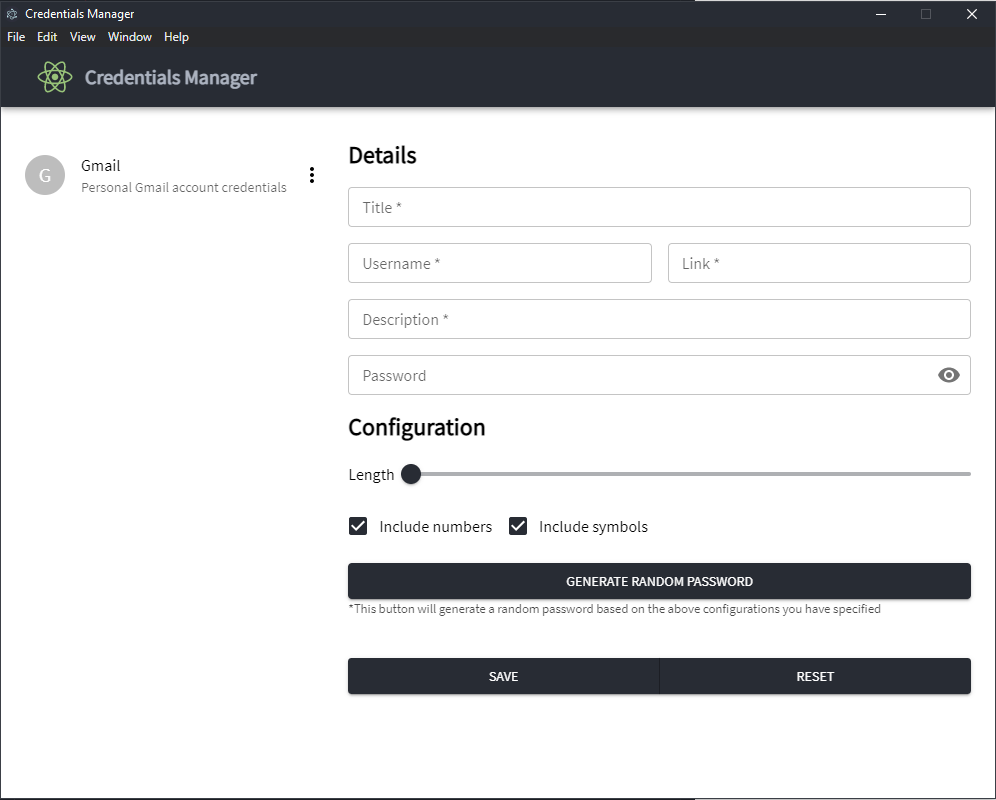 Credentials Manager
File Edit View Window Help
Credentials Manager
G
Gmail
Personal Gmail account credentials
Details
Title *
Username * Link *
Description *
Password
Configuration
Length
Include numbers Include symbols
GENERATE RANDOM PASSWORD
*This button will generate a random password based on the above configurations you have specified
SAVE RESET